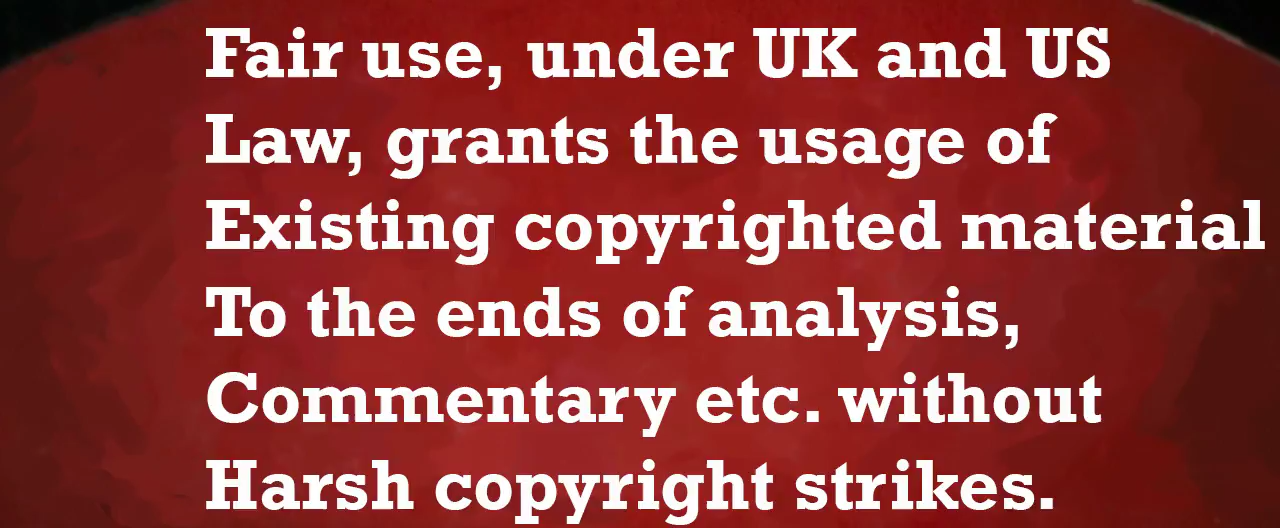 Fair use, under UK and US
Law, grants the usage of
Existing copyrighted material
To the ends of analysis,
Commentary etc. without
Harsh copyright strikes.